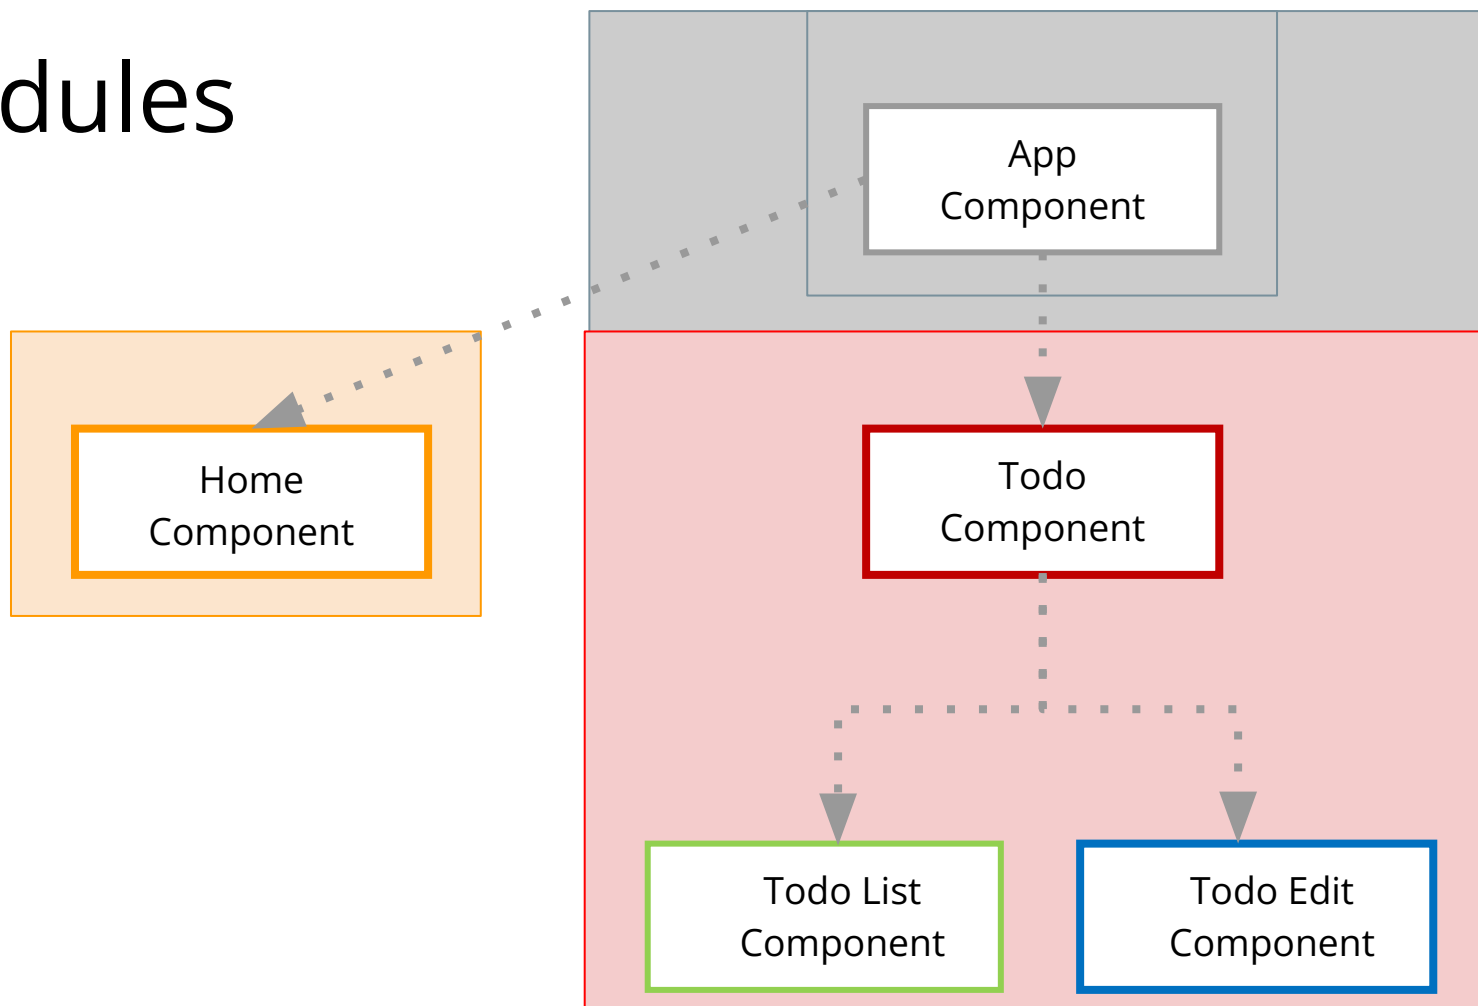 dules
App
Component
Home
Component
Todo
Component
Todo List
Component
Todo Edit
Component